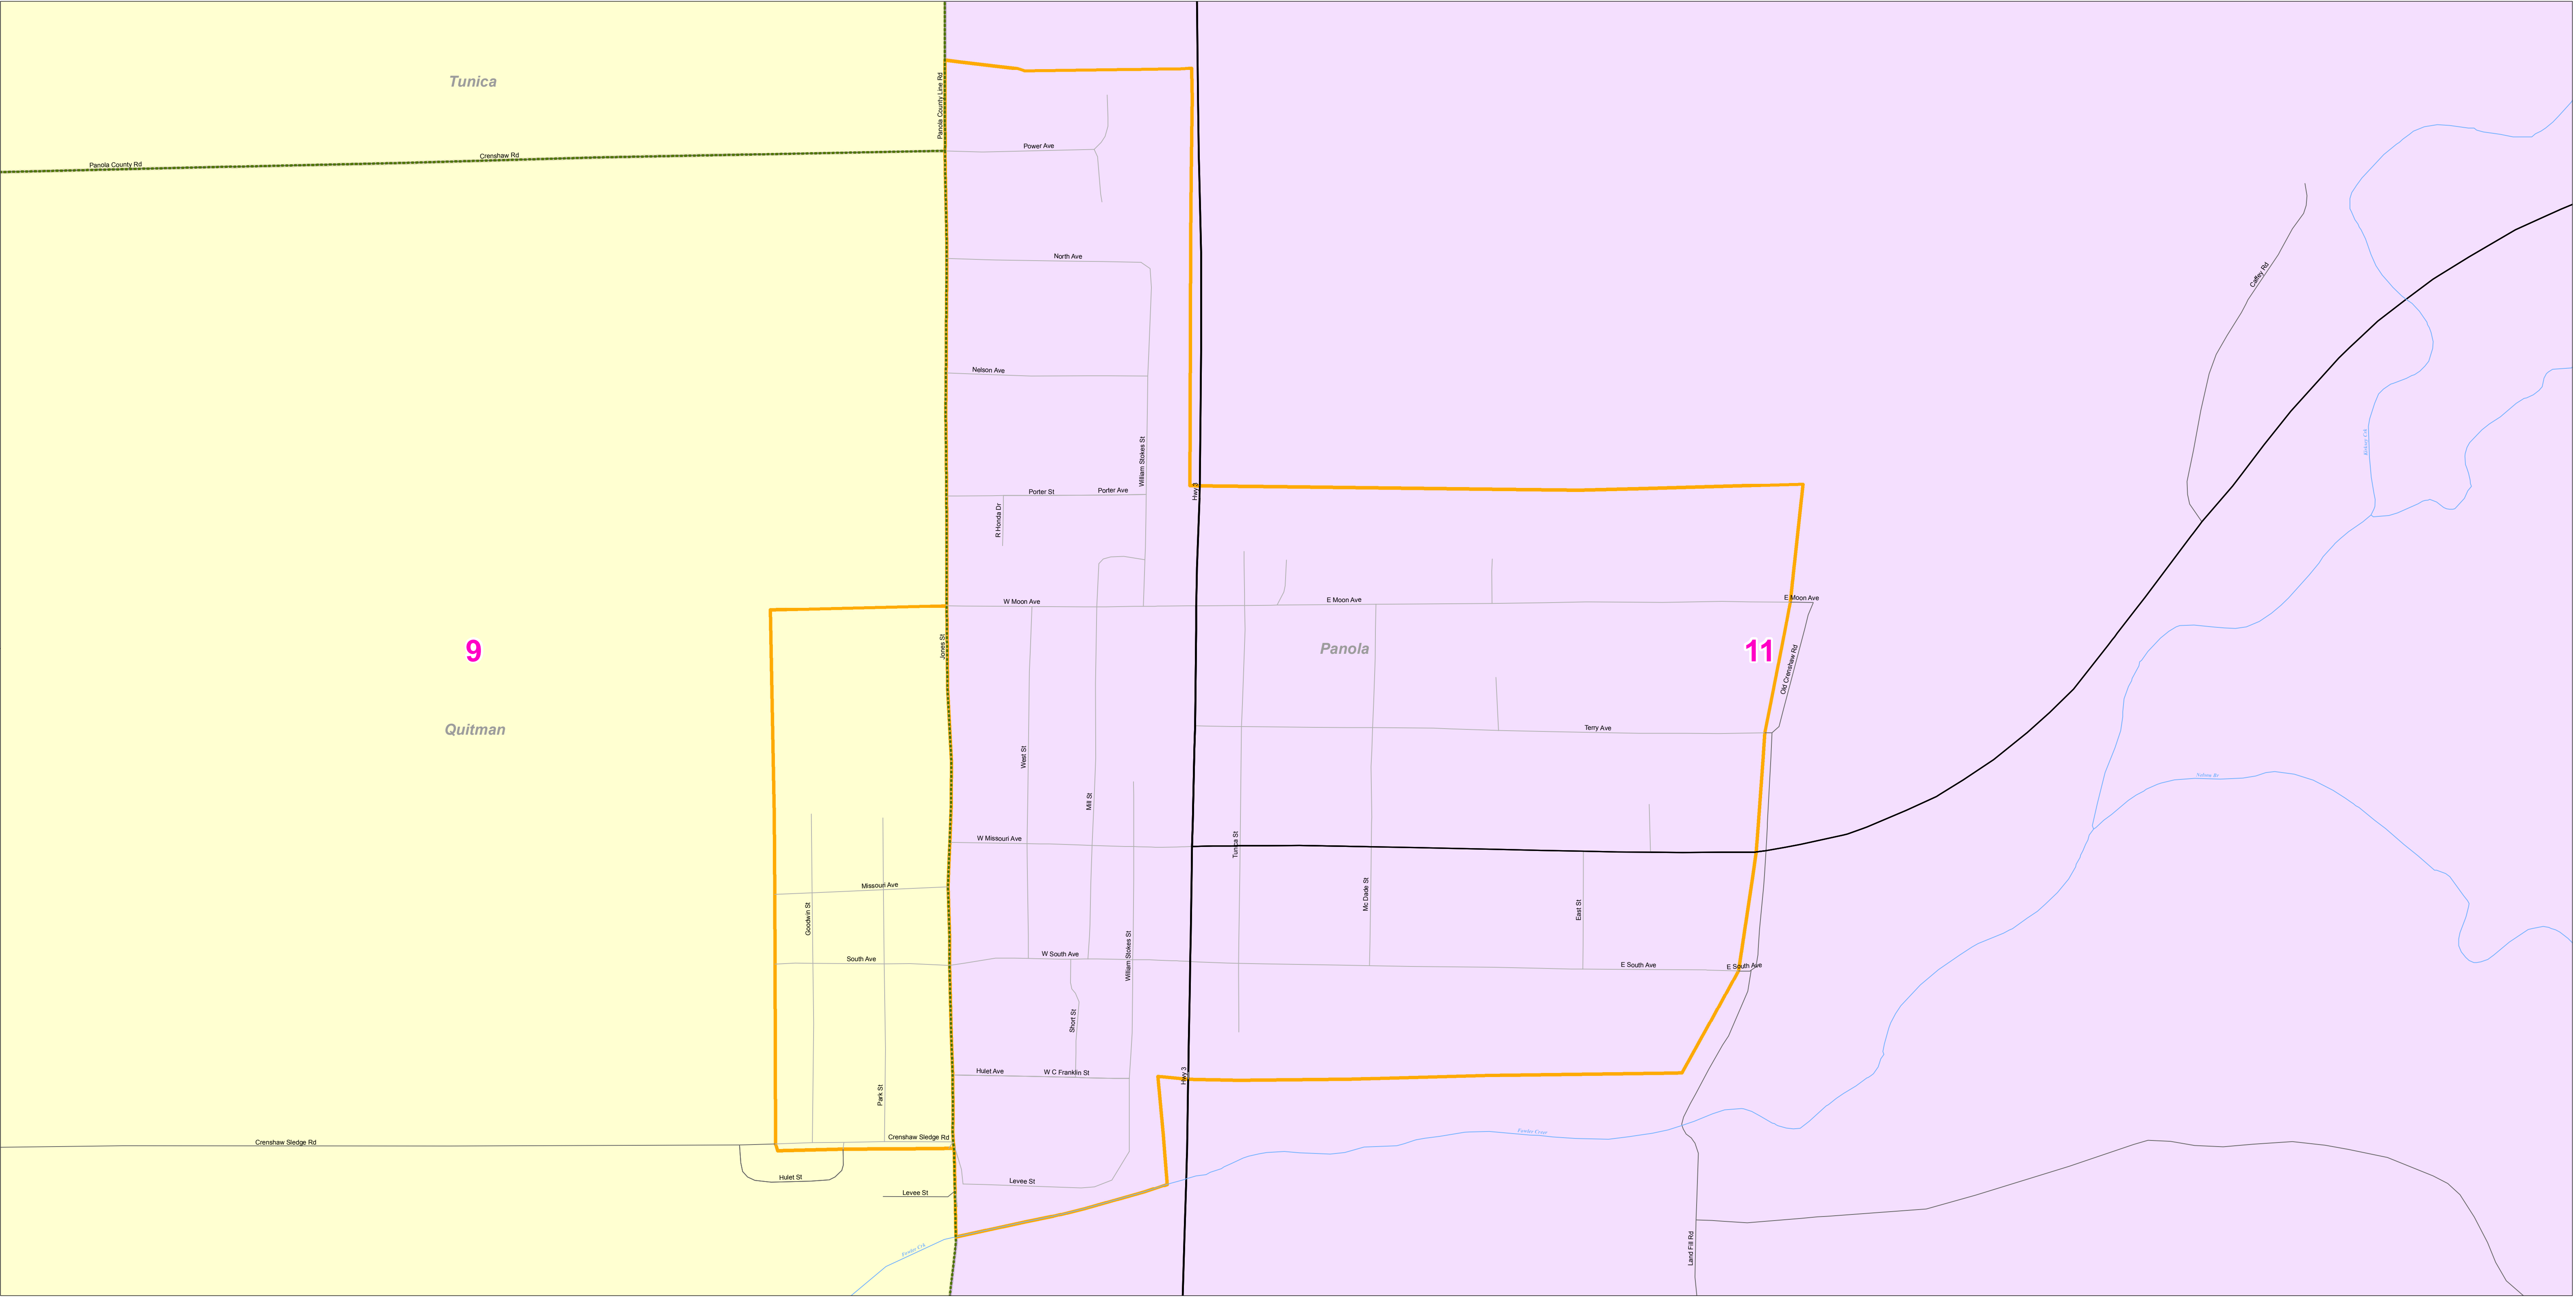 Tunica
Panola County Line Rd
Panola County Rd
Crenshaw Rd
Power Ave
North Ave
Caffey Rd
Nelson Ave
William Stokes St
Porter St
Porter Ave
Hwy 3
R Honda Dr
W Moon Ave
E Moon Ave
E Moon Ave
Jones St
9
Panola
11
Old Crenshaw Rd
Quitman
Terry Ave
West St
Mill St
W Missouri Ave
Tunica St
Missouri Ave
Mc Dade St
Goodwin St
East St
South Ave
W South Ave
William Stokes St
E South Ave
E South Ave
Short St
Hulet Ave
W C Franklin St
Hwy 3
Park St
Crenshaw Sledge Rd
Crenshaw Sledge Rd
Hulet St
Levee St
Levee St
Land Fill Rd